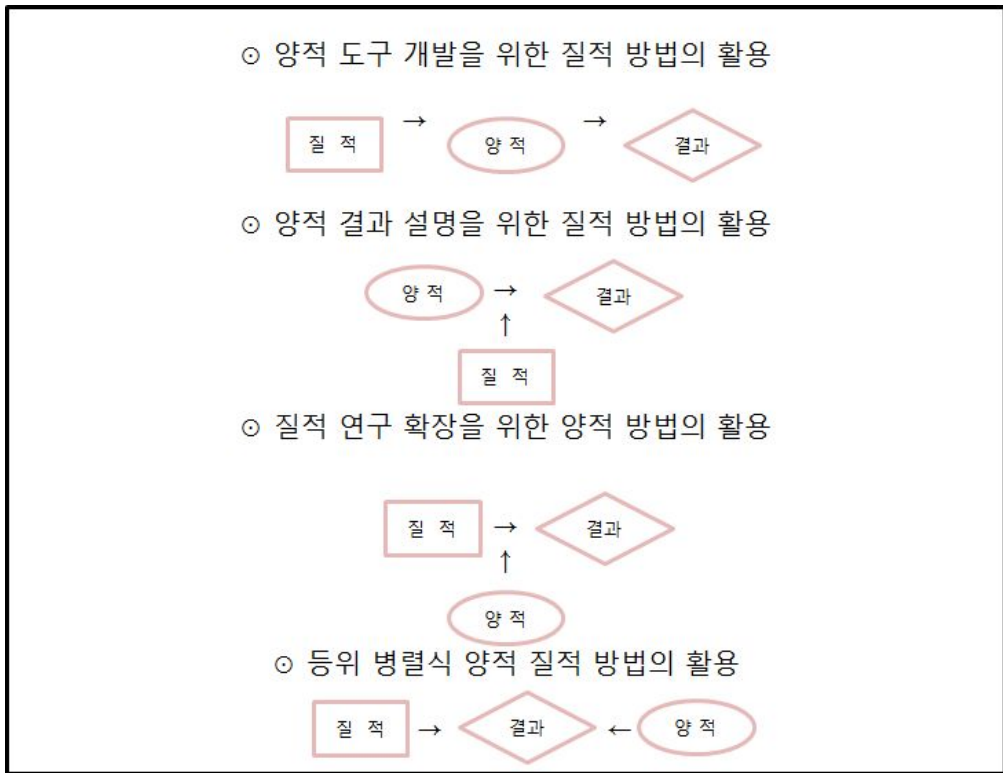 ⊙ 양적 도구 개발을 위한 질적 방법의 활용
질 적 → 양 적 → 결과
⊙ 양적 결과 설명을 위한 질적 방법의 활용
양 적 → 결과
↑
질 적
⊙ 질적 연구 확장을 위한 양적 방법의 활용
질 적 → 결과
↑
양 적
⊙ 등위 병렬식 양적 질적 방법의 활용
질 적 → 결과 ← 양 적